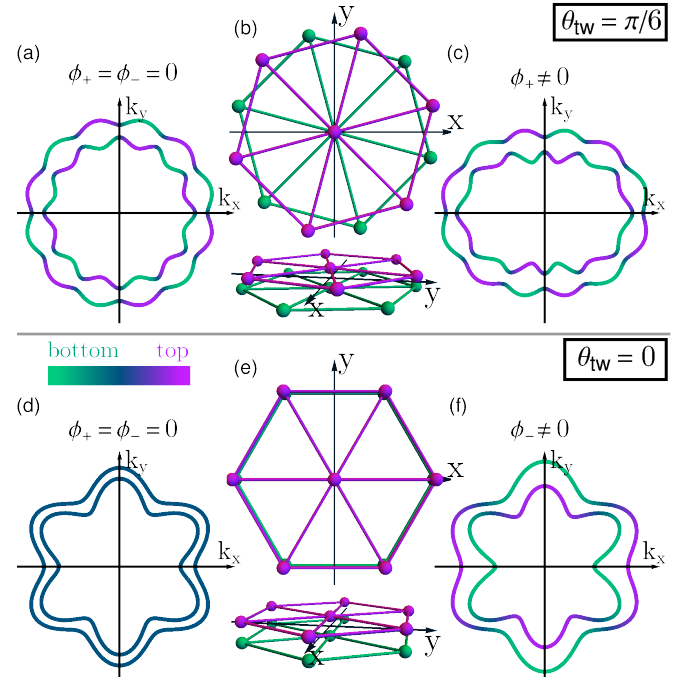 θtw = π/6
(a)
(b)
(c)
ϕ+ = ϕ− = 0
ϕ+ ≠ 0
y
x
ky
kx
ky
kx
y
x
bottom top
θtw = 0
(d)
(e)
(f)
ϕ+ = ϕ− = 0
ϕ− ≠ 0
y
x
ky
kx
ky
kx
y
x